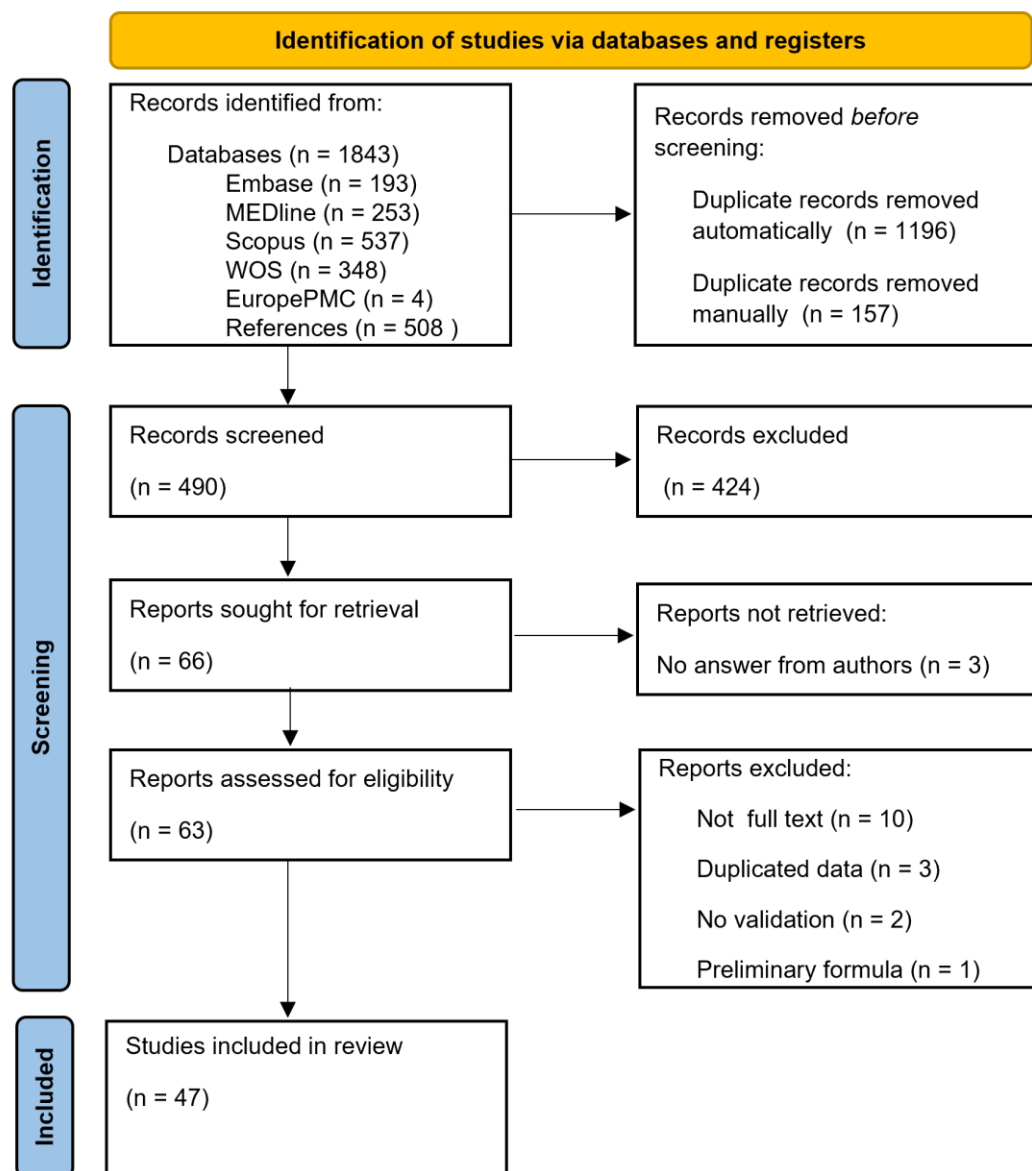 Identification of studies via databases and registers
Identification
Records identified from:
Databases (n = 1843)
Embase (n = 193)
MEDline (n = 253)
Scopus (n = 537)
WOS (n = 348)
EuropePMC (n = 4)
References (n = 508 )
Records removed before
screening:
Duplicate records removed
automatically (n = 1196)
Duplicate records removed
manually (n = 157)
Screening
Records screened
(n = 490)
Records excluded
(n = 424)
Reports sought for retrieval
(n = 66)
Reports not retrieved:
No answer from authors (n = 3)
Reports assessed for eligibility
(n = 63)
Reports excluded:
Not full text (n = 10)
Duplicated data (n = 3)
No validation (n = 2)
Preliminary formula (n = 1)
Included
Studies included in review
(n = 47)